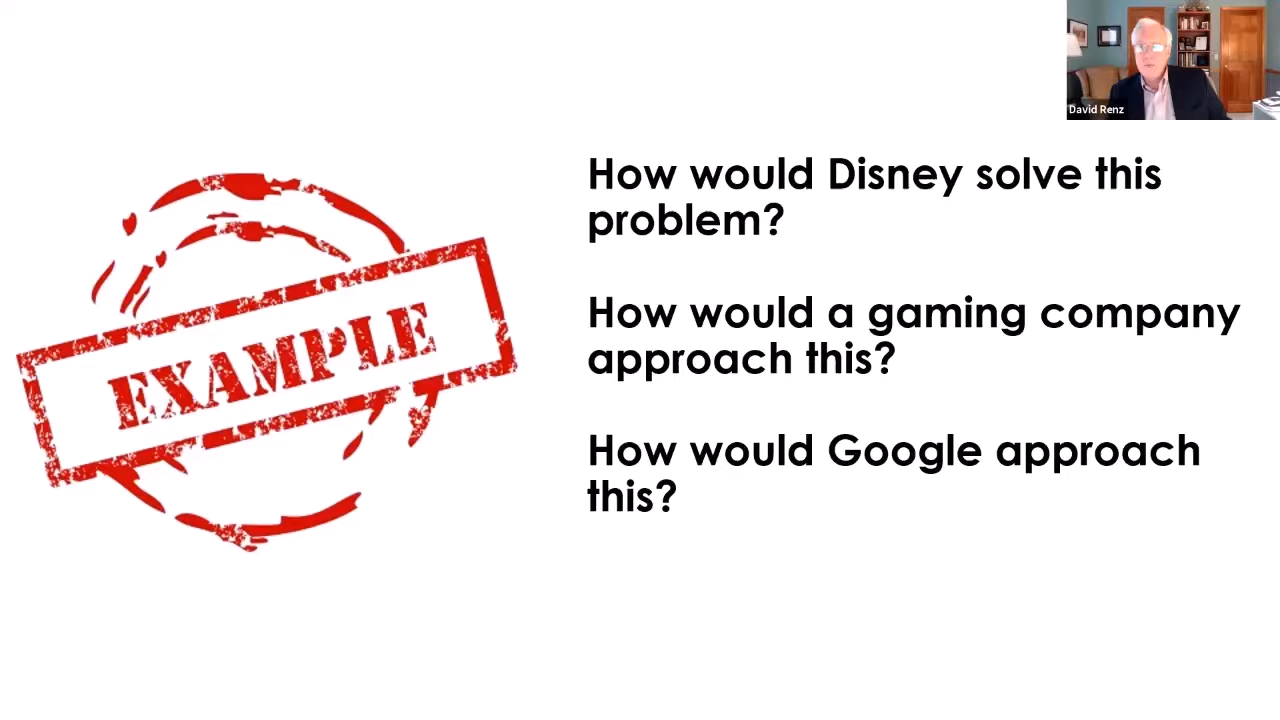 David Renz
How would Disney solve this
problem?
How would a gaming company
approach this?
How would Google approach
this?
EXAMPLE